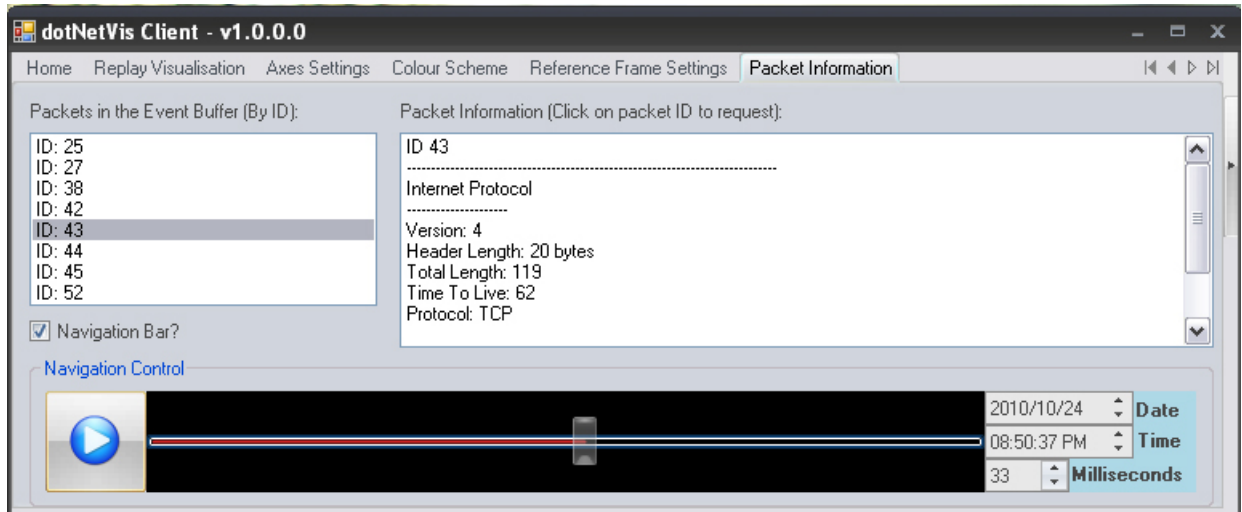 dotNetVis Client - v1.0.0.0
Home Replay Visualisation Axes Settings Colour Scheme Reference Frame Settings Packet Information
Packets in the Event Buffer (By ID):
ID: 25
ID: 27
ID: 38
ID: 42
ID: 43
ID: 44
ID: 45
ID: 52
Navigation Bar?
Packet Information (Click on packet ID to request):
ID 43
--------------------------------------------------------------------------------------------
Internet Protocol
--------------------
Version: 4
Header Length: 20 bytes
Total Length: 119
Time To Live: 62
Protocol: TCP
Navigation Control
2010/10/24 Date
08:50:37 PM Time
33 Milliseconds